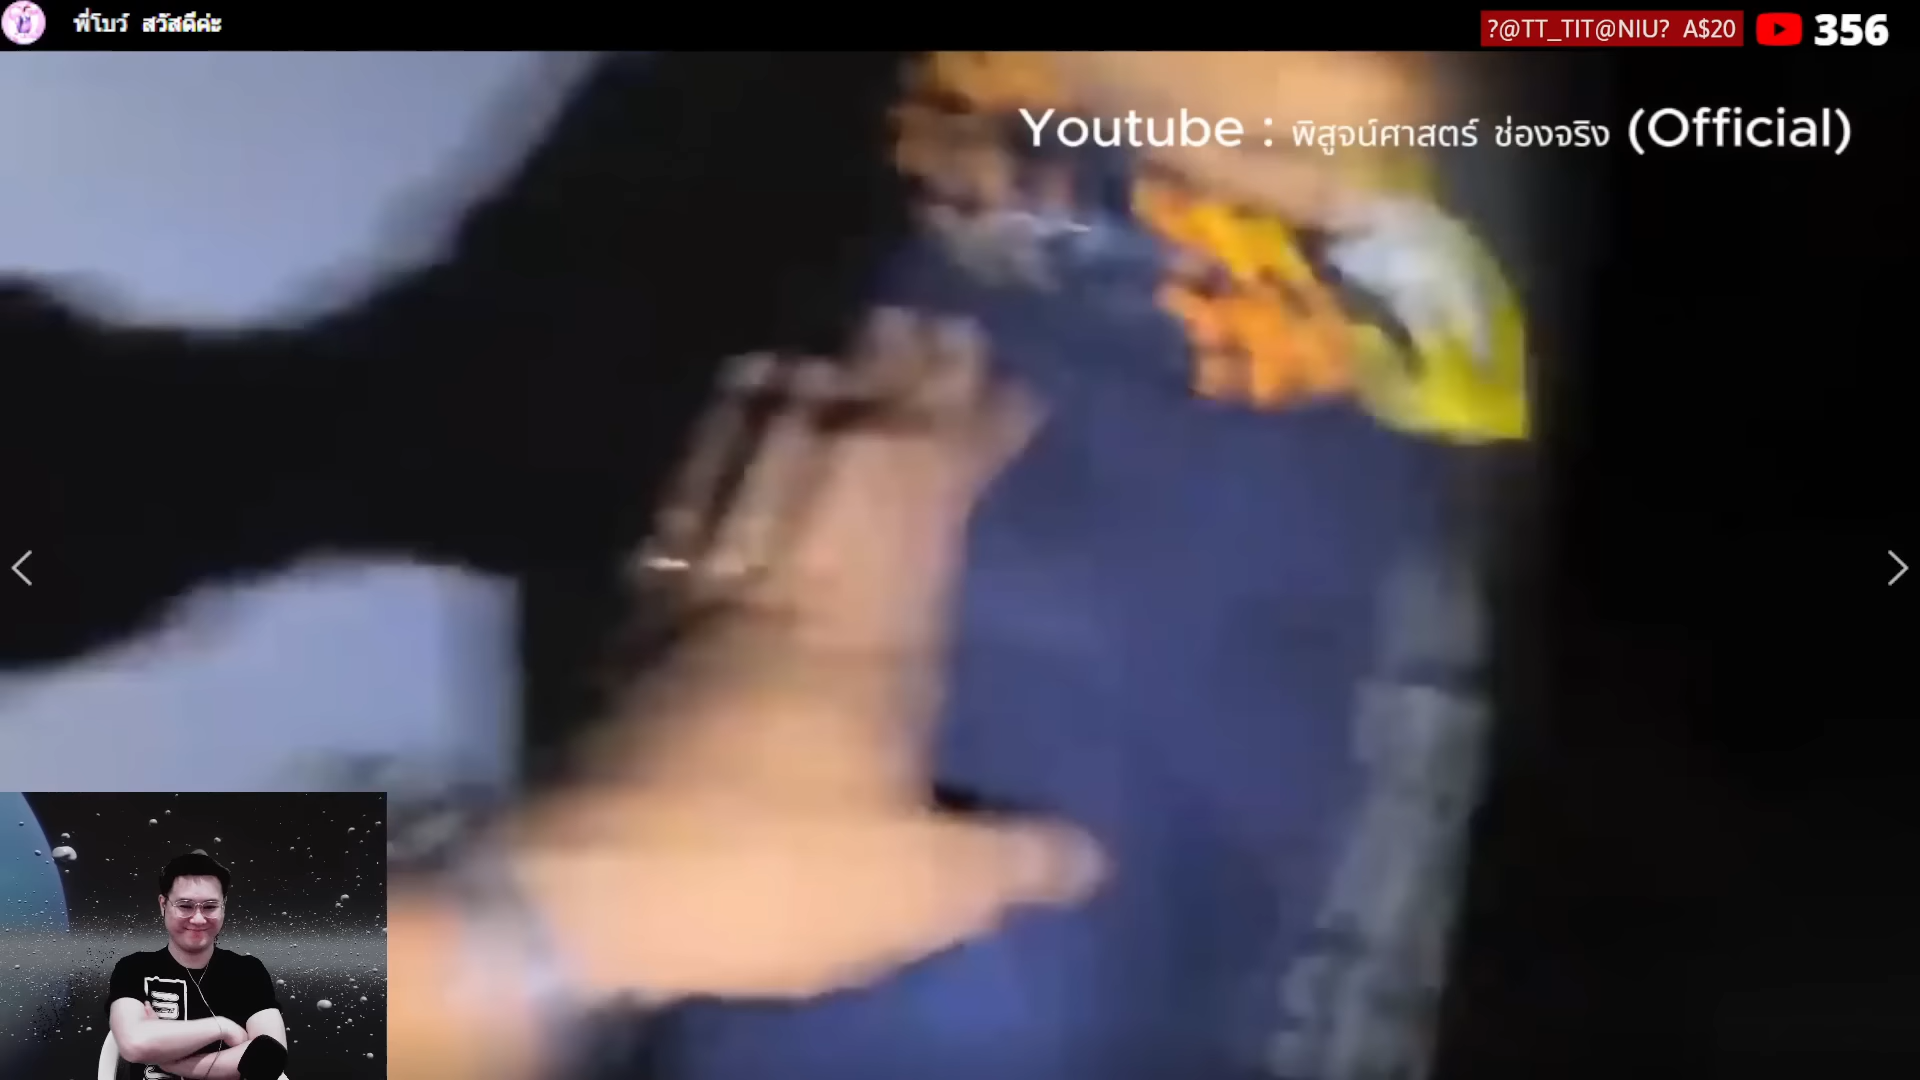 พี่โบว์ สวัสดีค่ะ
?@TT_TIT@NIU? A$20
356
Youtube : พิสูจน์ศาสตร์ ช่องจริง (Official)